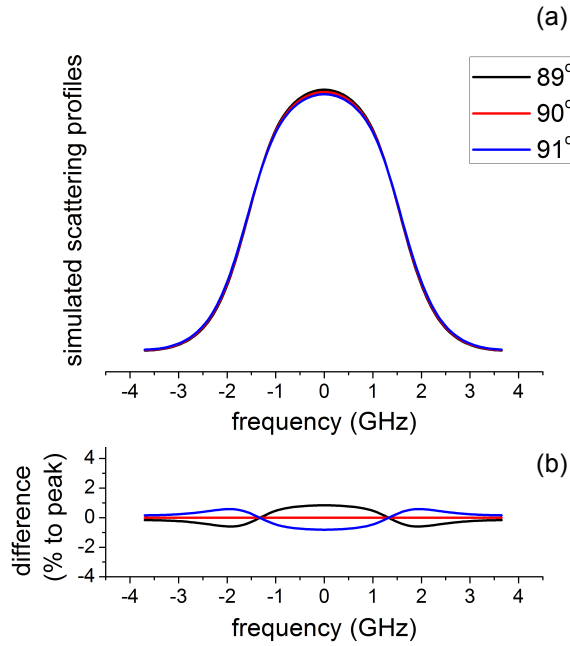 (a)
simulated scattering profiles
89°
90°
91°
-4 -3 -2 -1 0 1 2 3 4
frequency (GHz)
(b)
difference
(% to peak)
4
2
0
-2
-4
-4 -3 -2 -1 0 1 2 3 4
frequency (GHz)